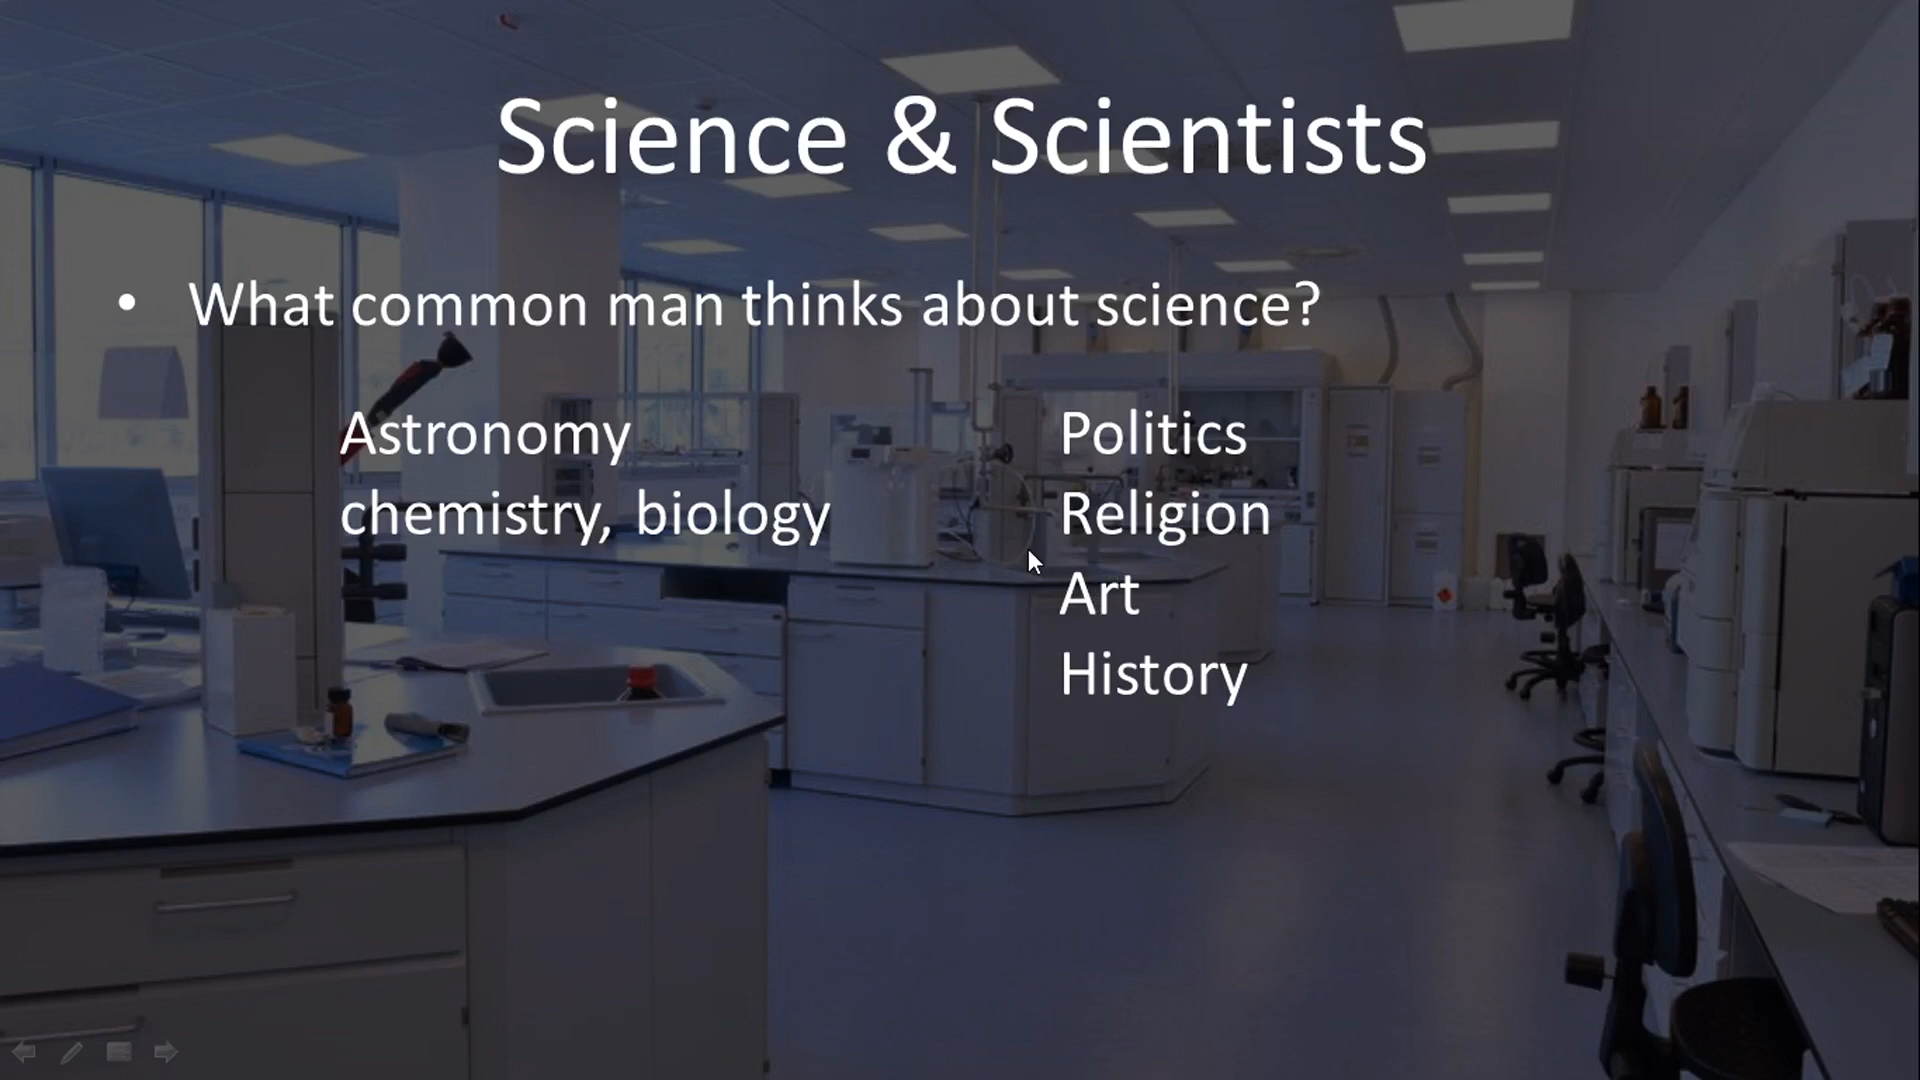 Science & Scientists
• What common man thinks about science?
Astronomy
chemistry, biology
Politics
Religion
Art
History